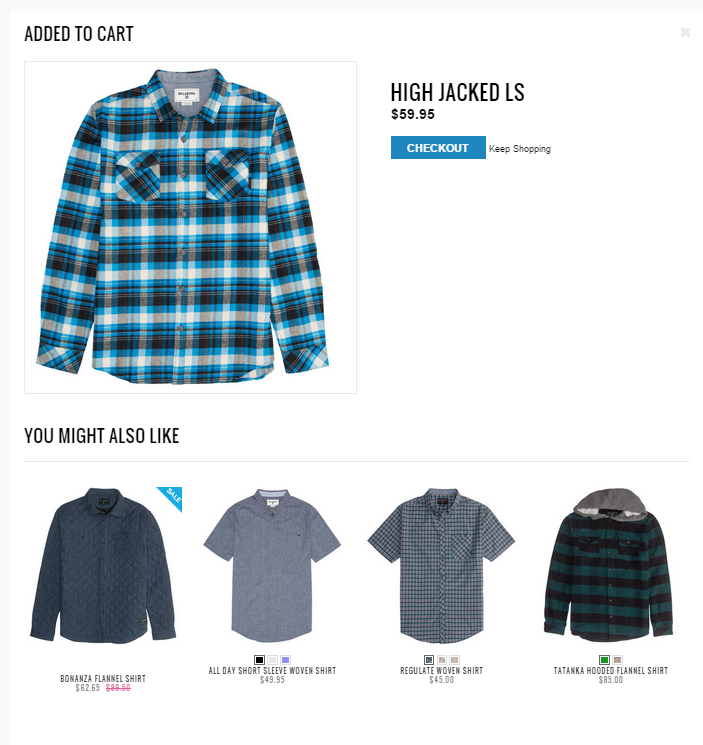 ADDED TO CART
BILLABONG
HIGH JACKED LS
$59.95
CHECKOUT Keep Shopping
YOU MIGHT ALSO LIKE
SALE
BONANZA FLANNEL SHIRT
$62.65 $89.50
ALL DAY SHORT SLEEVE WOVEN SHIRT
$49.95
REGULATE WOVEN SHIRT
$45.00
TATANKA HOODED FLANNEL SHIRT
$85.00